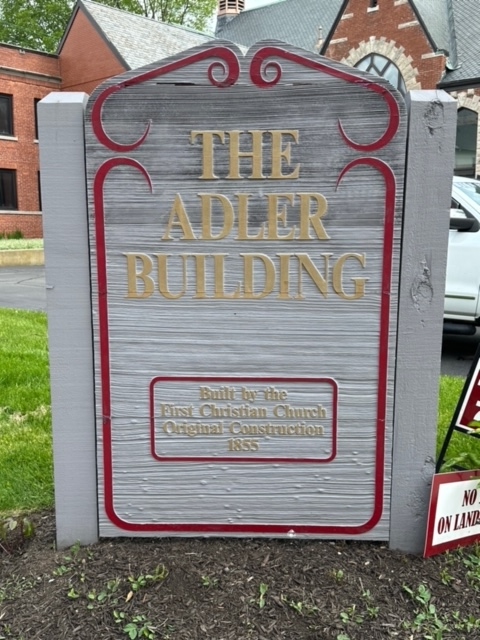 THE
ADLER
BUILDING
Built by the
First Christian Church
Original Construction
1855
NO
ON LAND